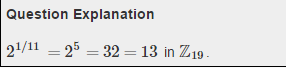 Question Explanation
2^{1/11} = 2^5 = 32 = 13 in ℤ_{19}.